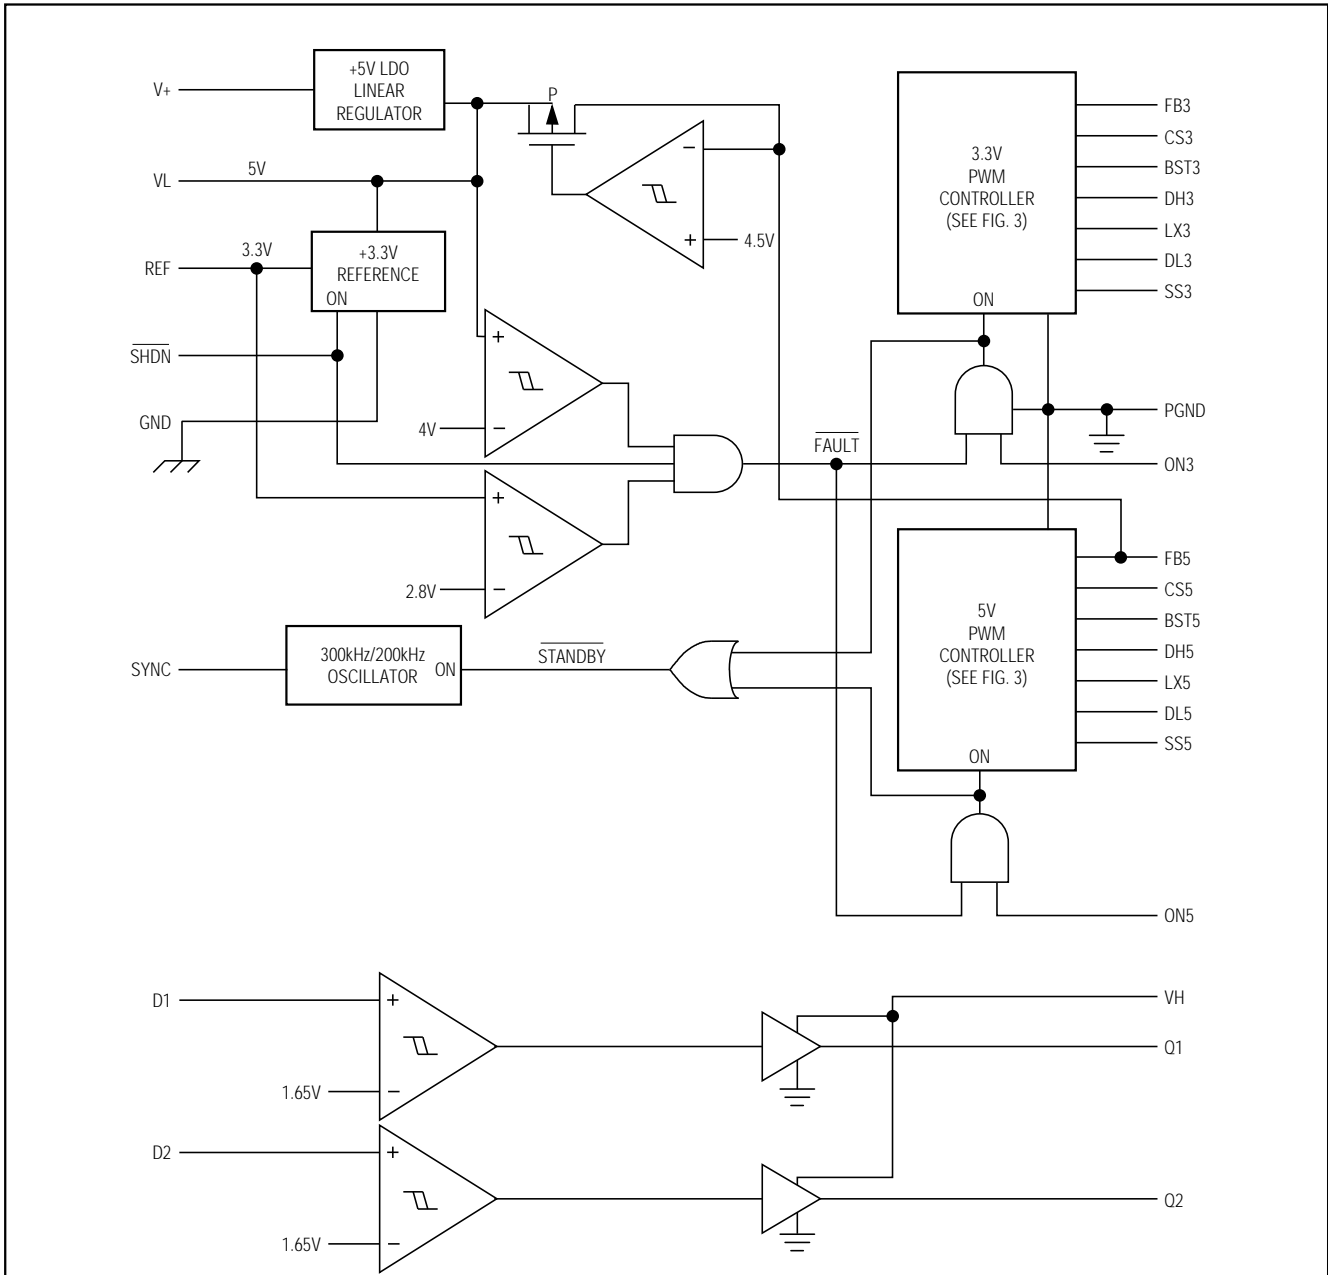 +5V LDO
LINEAR
REGULATOR
V+
P
VL
5V
–
+
4.5V
3.3V
PWM
CONTROLLER
(SEE FIG. 3)
ON
FB3
CS3
BST3
DH3
LX3
DL3
SS3
REF
3.3V
+3.3V
REFERENCE
ON
SHDN
GND
+
4V
–
FAULT
PGND
ON3
+
2.8V
–
5V
PWM
CONTROLLER
(SEE FIG. 3)
ON
FB5
CS5
BST5
DH5
LX5
DL5
SS5
SYNC
300kHz/200kHz
OSCILLATOR
ON
STANDBY
ON5
D1
+
1.65V
–
VH
Q1
D2
+
1.65V
–
Q2